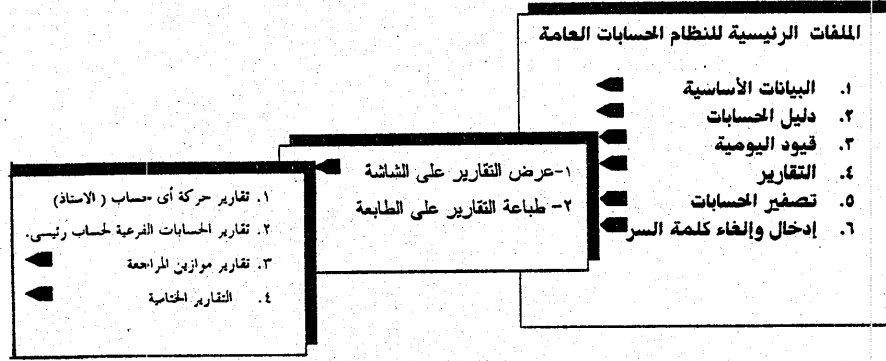 الملفات الرئيسية للنظام الحسابات العامة
١. البيانات الأساسية
٢. دليل الحسابات
٣. قيود اليومية
٤. التقارير
٥. تصفير الحسابات
٦. إدخال وإلغاء كلمة السر
١-عرض التقارير على الشاشة
٢- طباعة التقارير على الطابعة
١. تقارير حركة أى حساب ( الاستاذ)
٢. تقارير الحسابات الفرعية لحساب رئيسى.
٣. تقارير موازين المراجعة
٤. التقارير الختامية